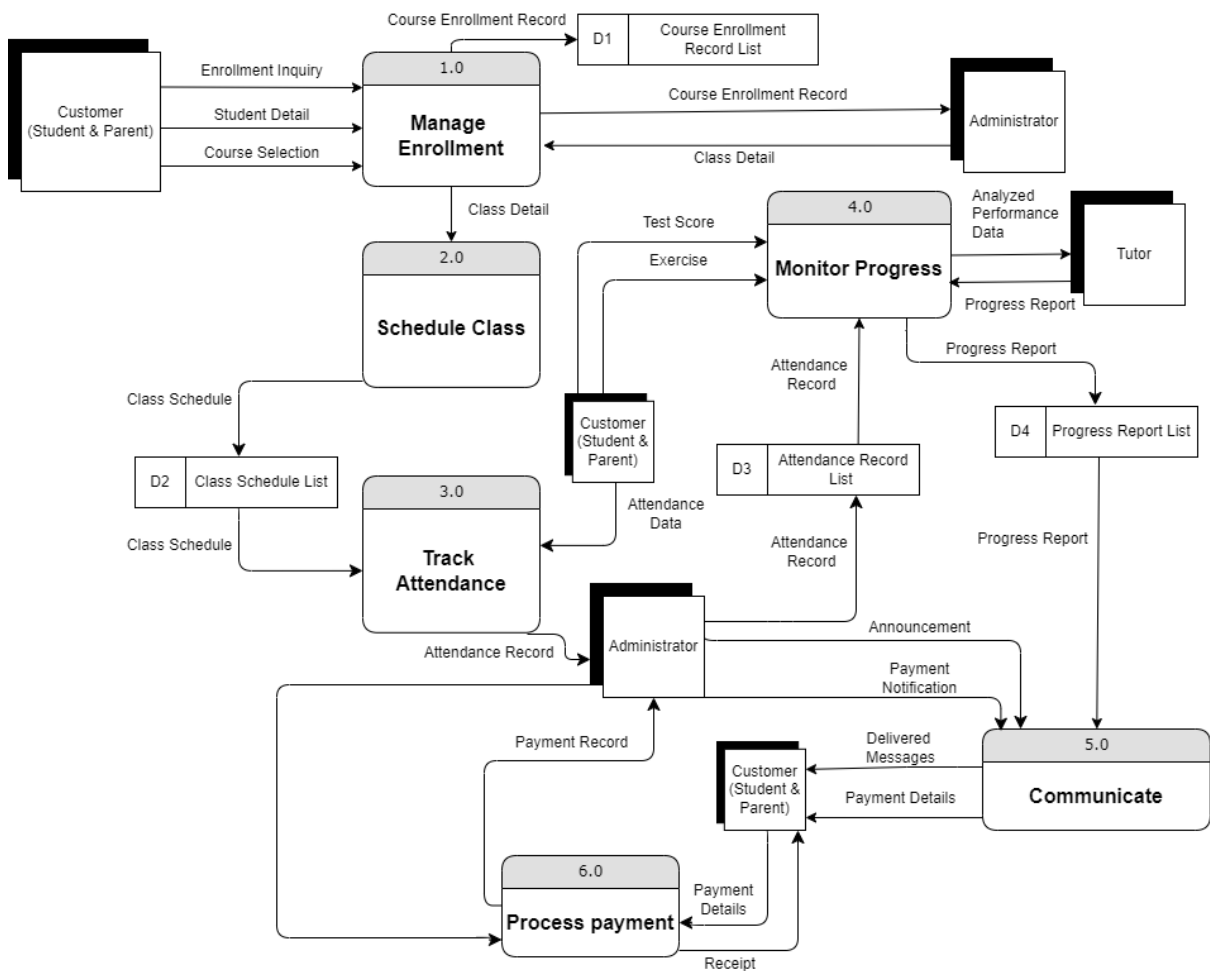 Course Enrollment Record
D1
Course Enrollment
Record List
1.0
Manage
Enrollment
Customer
(Student & Parent)
Enrollment Inquiry
Student Detail
Course Selection
Course Enrollment Record
Administrator
Class Detail
Class Detail
2.0
Schedule Class
Test Score
Exercise
4.0
Monitor Progress
Analyzed
Performance
Data
Tutor
Progress Report
Progress Report
Attendance
Record
Class Schedule
D2
Class Schedule List
Class Schedule
Customer
(Student &
Parent)
D3
Attendance Record
List
D4
Progress Report List
3.0
Track
Attendance
Attendance
Data
Attendance
Record
Progress Report
Attendance Record
Administrator
Announcement
Payment
Notification
Payment Record
5.0
Communicate
Delivered
Messages
Payment Details
Customer
(Student &
Parent)
6.0
Process payment
Payment
Details
Receipt